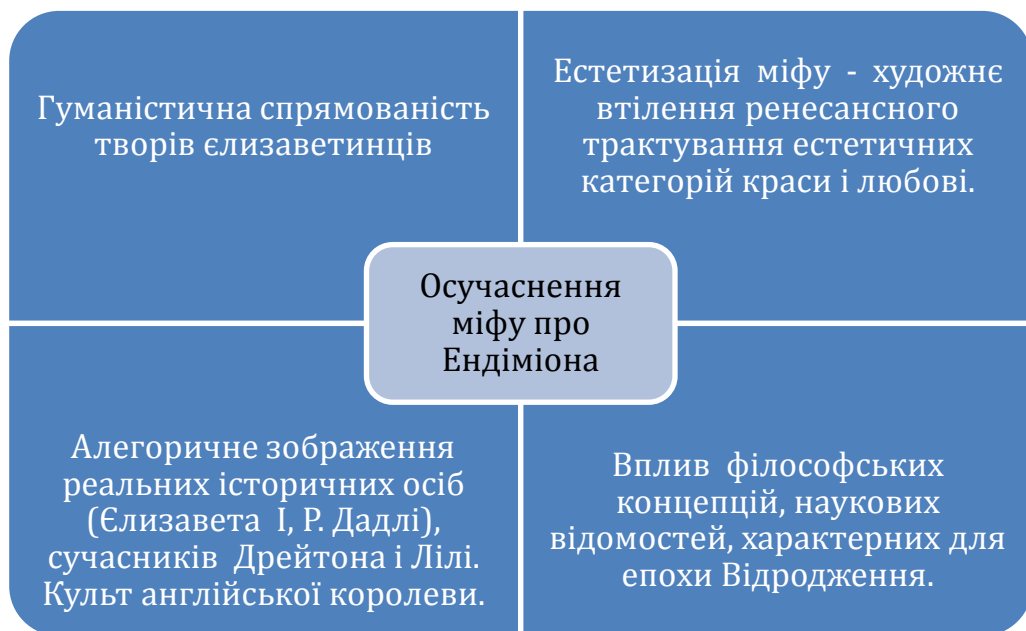 Гуманістична спрямованість
творів єлизаветинців
Естетизація міфу - художнє
втілення ренесансного
трактування естетичних
категорій краси і любові.
Осучаснення
міфу про
Ендіміона
Алегоричне зображення
реальних історичних осіб
(Єлизавета І, Р. Дадлі),
сучасників Дрейтона і Лілі.
Культ англійської королеви.
Вплив філософських
концепцій, наукових
відомостей, характерних для
епохи Відродження.